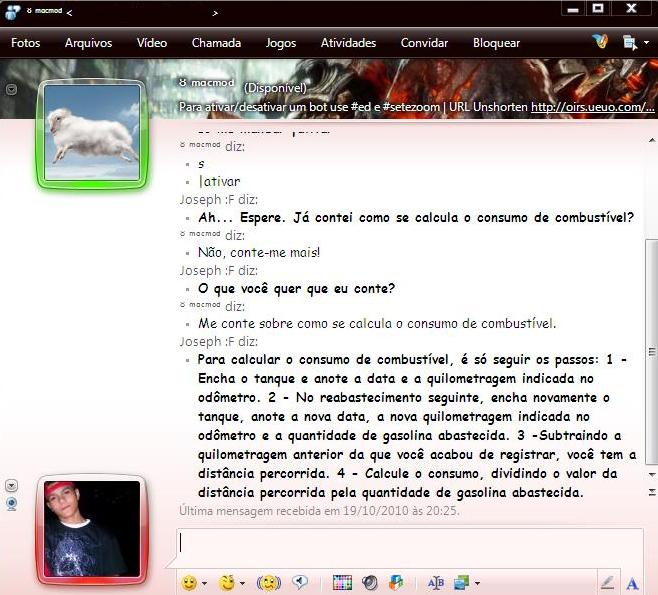 ȣ macmod < >
Fotos Arquivos Vídeo Chamada Jogos Atividades Convidar Bloquear
ȣ macmod (Disponível)
Para ativar/desativar um bot use #ed e #setezoom | URL Unshorten http://oirs.ueuo.com/...
ȣ macmod diz:
s
|ativar
Joseph :F diz:
Ah... Espere. Já contei como se calcula o consumo de combustível?
ȣ macmod diz:
Não, conte-me mais!
Joseph :F diz:
O que você quer que eu conte?
ȣ macmod diz:
Me conte sobre como se calcula o consumo de combustível.
Joseph :F diz:
Para calcular o consumo de combustível, é só seguir os passos: 1 -
Encha o tanque e anote a data e a quilometragem indicada no
odômetro. 2 - No reabastecimento seguinte, encha novamente o
tanque, anote a nova data, a nova quilometragem indicada no
odômetro e a quantidade de gasolina abastecida. 3 -Subtraindo a
quilometragem anterior da que você acabou de registrar, você tem a
distância percorrida. 4 - Calcule o consumo, dividindo o valor da
distância percorrida pela quantidade de gasolina abastecida.
Última mensagem recebida em 19/10/2010 às 20:25.